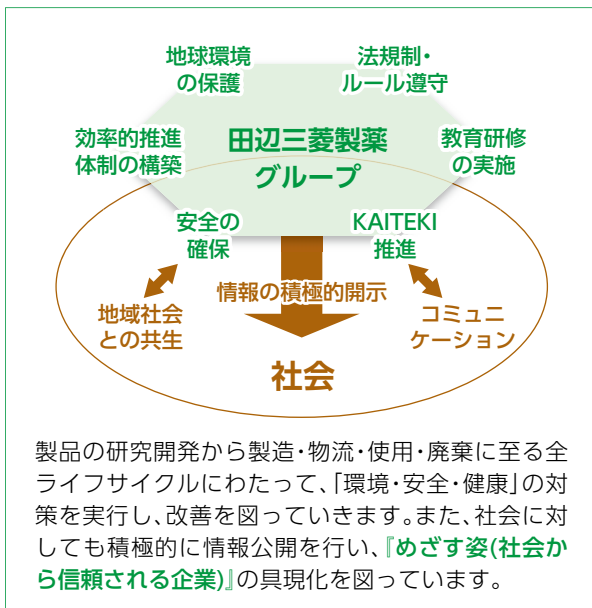 地球環境
の保護
法規制・
ルール遵守
効率的推進
体制の構築
田辺三菱製薬
グループ
教育研修
の実施
安全の
確保
KAITEKI
推進
情報の積極的開示
地域社会
との共生
コミュニ
ケーション
社会
製品の研究開発から製造・物流・使用・廃棄に至る全
ライフサイクルにわたって、「環境・安全・健康」の対
策を実行し、改善を図っていきます。また、社会に対
しても積極的に情報公開を行い、『めざす姿(社会か
ら信頼される企業)』の具現化を図っています。